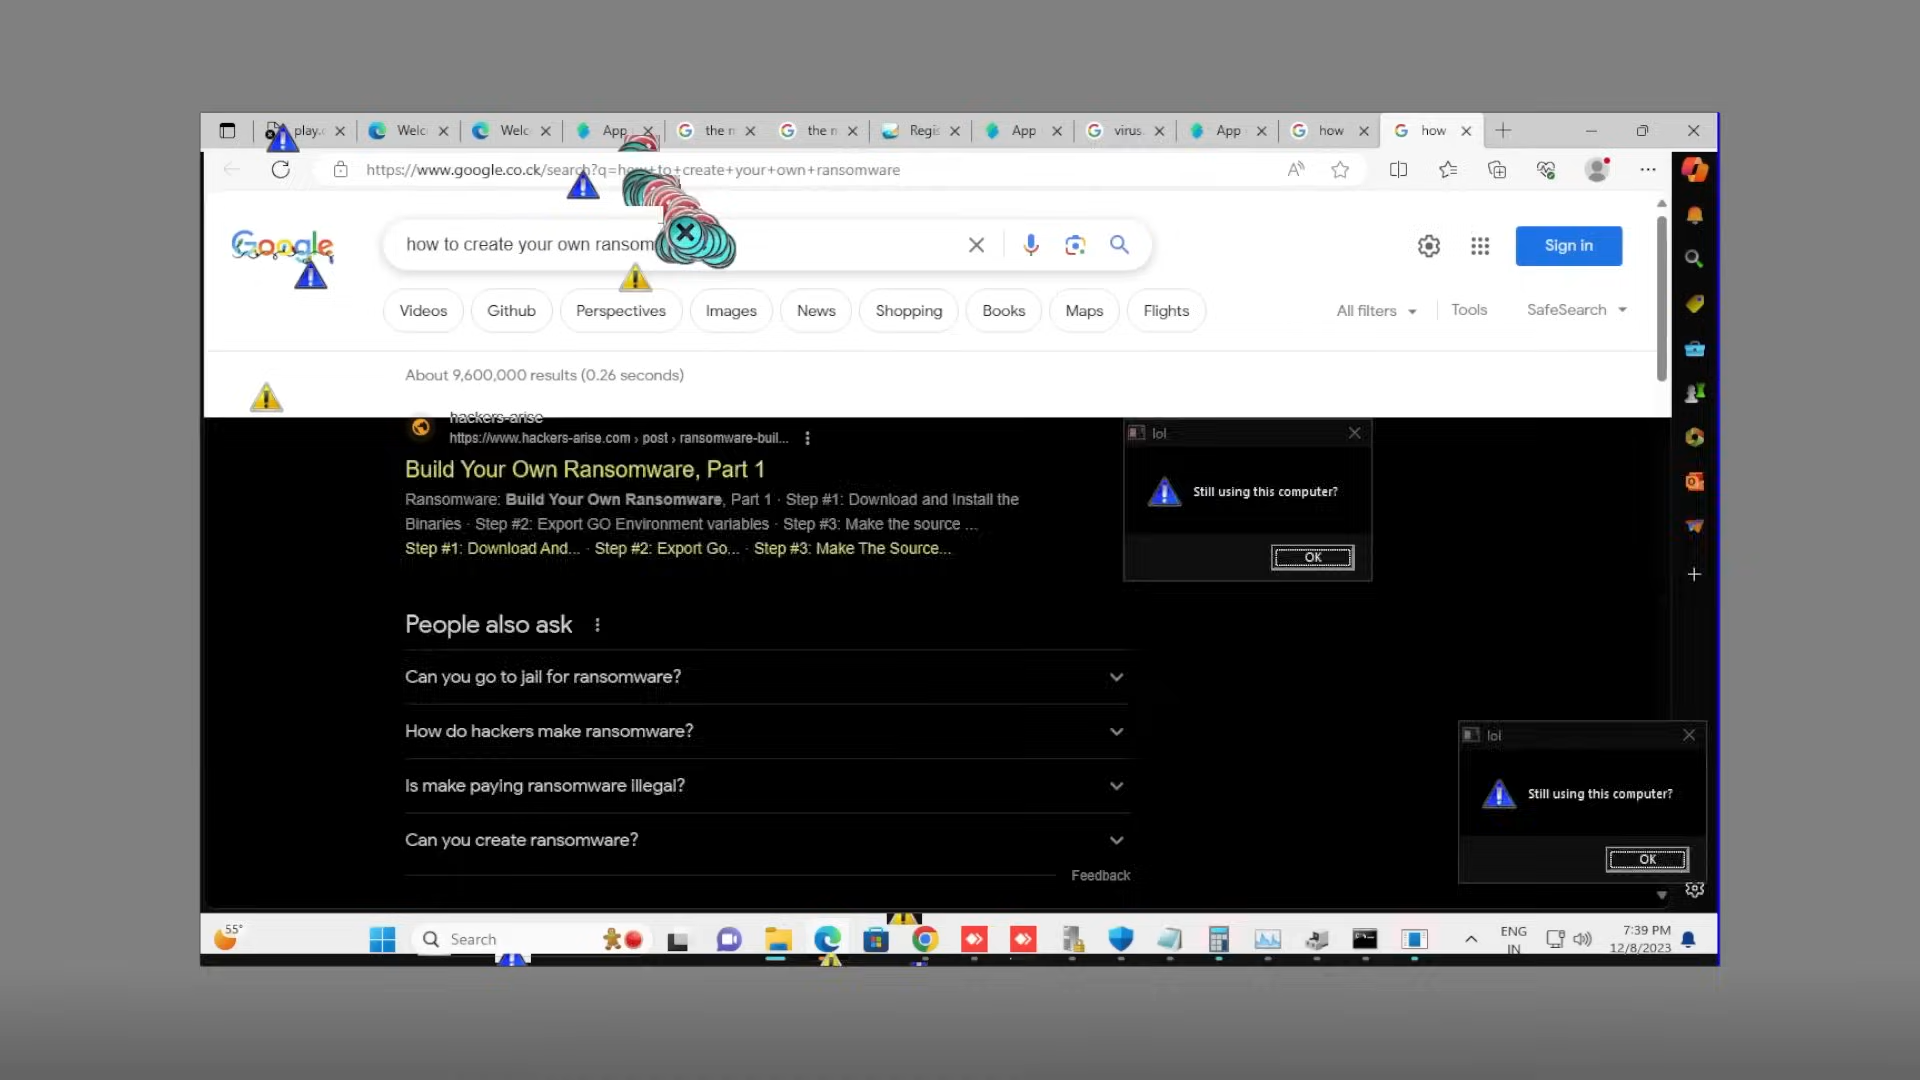 play.
Welc
Welc
App
the n
the n
Regis
App
virus
App
how
how
https://www.google.co.ck/search?q=how+to+create+your+own+ransomware
Google
how to create your own ransom
Sign in
Videos
Github
Perspectives
Images
News
Shopping
Books
Maps
Flights
All filters
Tools
SafeSearch
About 9,600,000 results (0.26 seconds)
hackers-arise
https://www.hackers-arise.com › post › ransomware-buil...
Build Your Own Ransomware, Part 1
Ransomware: Build Your Own Ransomware, Part 1 · Step #1: Download and Install the
Binaries · Step #2: Export GO Environment variables · Step #3: Make the source ...
Step #1: Download And... · Step #2: Export Go... · Step #3: Make The Source...
lol
Still using this computer?
OK
People also ask
Can you go to jail for ransomware?
How do hackers make ransomware?
Is make paying ransomware illegal?
Can you create ransomware?
Feedback
lol
Still using this computer?
OK
55°
Search
ENG
IN
7:39 PM
12/8/2023